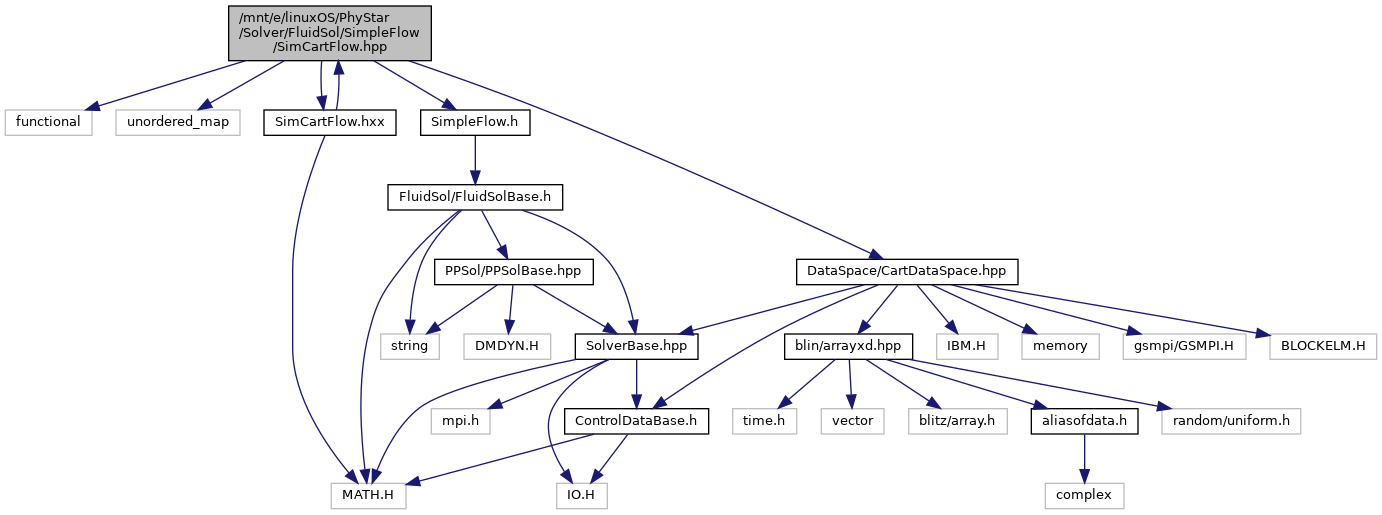 /mnt/e/linuxOS/PhyStar
/Solver/FluidSol/SimpleFlow
/SimCartFlow.hpp
functional
unordered_map
SimCartFlow.hxx
SimpleFlow.h
FluidSol/FluidSolBase.h
PPSol/PPSolBase.hpp
DataSpace/CartDataSpace.hpp
string
DMDYN.H
SolverBase.hpp
blin/arrayxd.hpp
IBM.H
memory
gsmpi/GSMPI.H
BLOCKELM.H
mpi.h
ControlDataBase.h
time.h
vector
blitz/array.h
aliasofdata.h
random/uniform.h
MATH.H
IO.H
complex